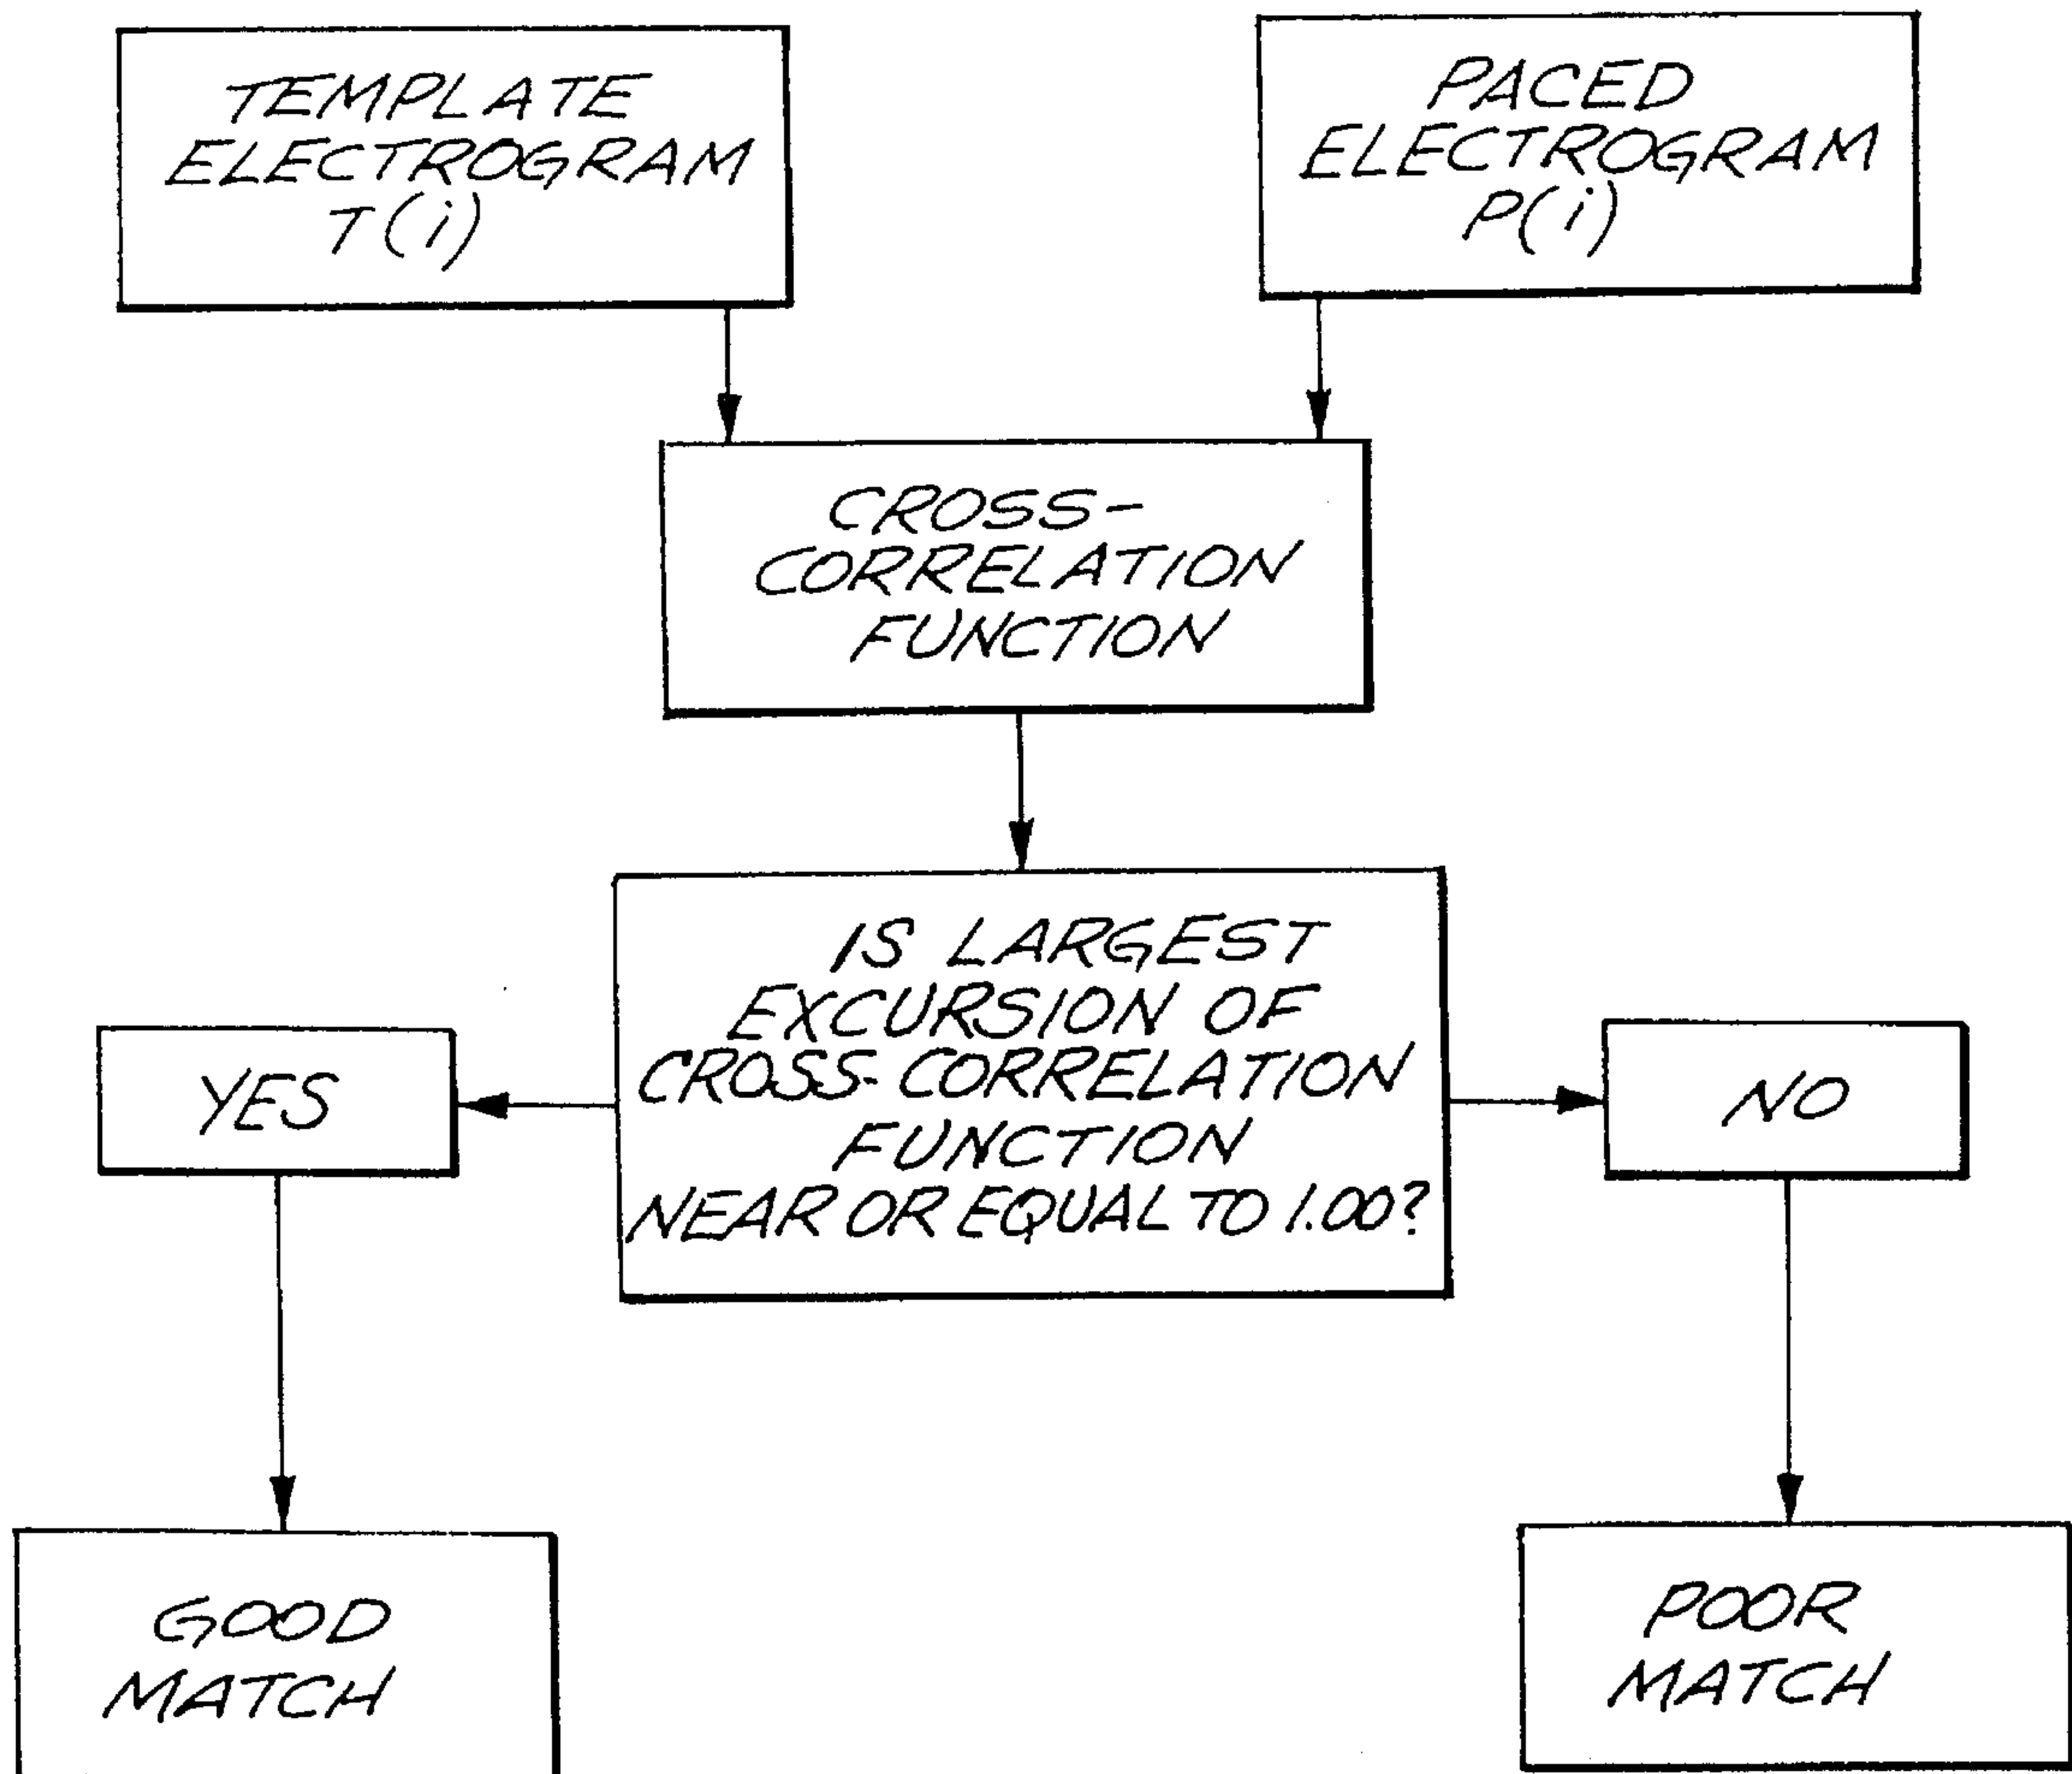 TEMPLATE
ELECTROGRAM
T(i)
PACED
ELECTROGRAM
P(i)
CROSS-
CORRELATION
FUNCTION
IS LARGEST
EXCURSION OF
CROSS-CORRELATION
FUNCTION
NEAR OR EQUAL TO 1.00?
YES
NO
GOOD
MATCH
POOR
MATCH